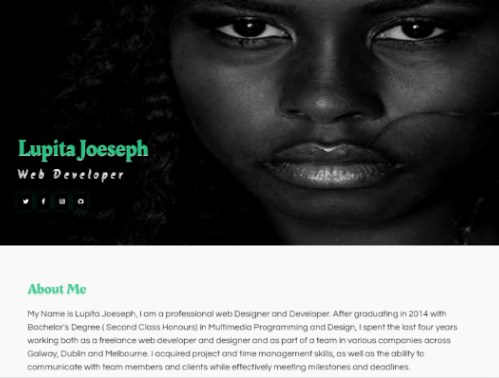 Lupita Joeseph
Web Developer
About Me
My Name is Lupita Joeseph, I am a professional web Designer and Developer. After graduating in 2014 with
Bachelor's Degree ( Second Class Honours) in Multimedia Programming and Design, I spent the last four years
working both as a freelance web developer and designer and as part of a team in various companies across
Galway, Dublin and Melbourne. I acquired project and time management skills, as well as the ability to
communicate with team members and clients while effectively meeting milestones and deadlines.